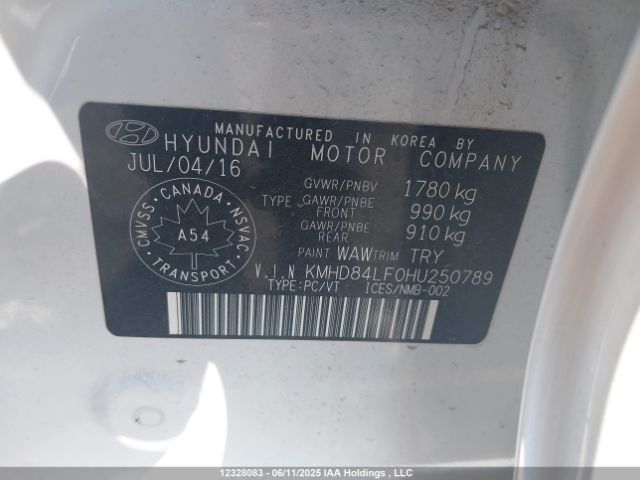 MANUFACTURED IN KOREA BY
HYUNDAI MOTOR COMPANY
JUL/04/16
GVWR/PNBV 1780 kg
TYPE GAWR/PNBE FRONT 990 kg
GAWR/PNBE REAR 910 kg
PAINT WAW TRIM TRY
CANADA
CMVSS NSVAC
A54
TRANSPORT
V.I.N KMHD84LF0HU250789
TYPE:PC/VT ICES/NMB-002
12328083 - 06/11/2025 IAA Holdings , LLC